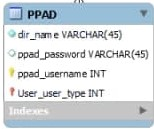 PPAD
dir_name VARCHAR(45)
ppad_password VARCHAR(45)
ppad_username INT
User_user_type INT
Indexes